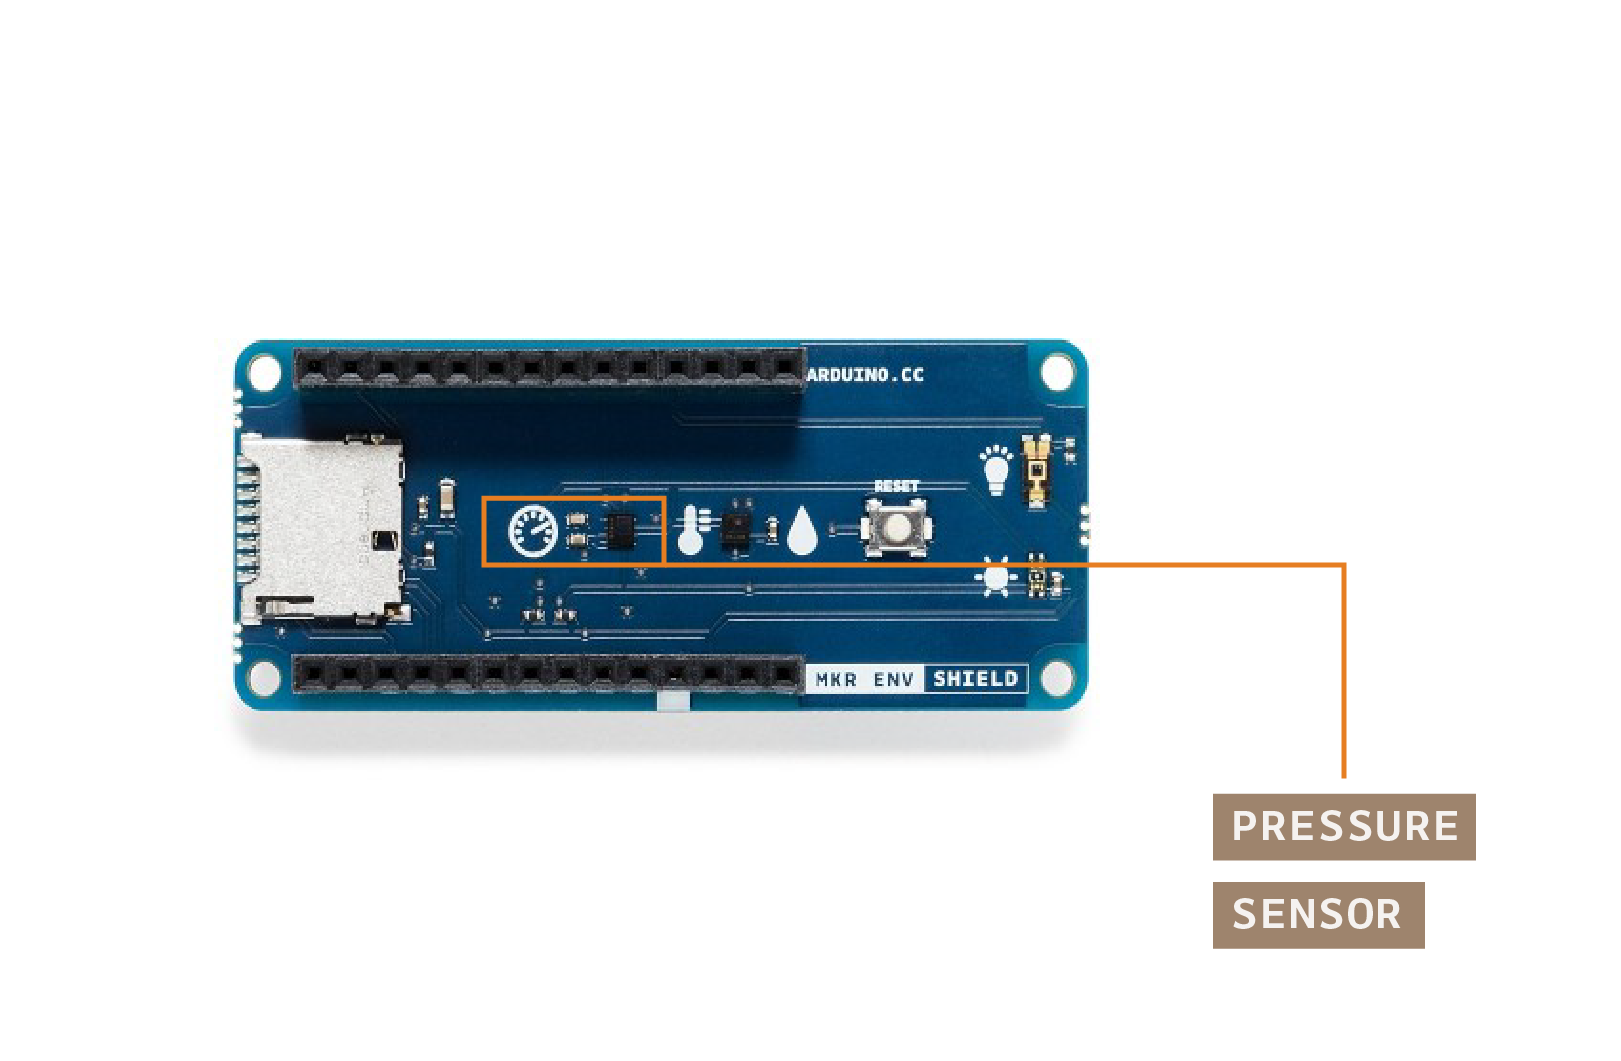 ARDUINO.CC
RESET
MKR ENV SHIELD
PRESSURE
SENSOR